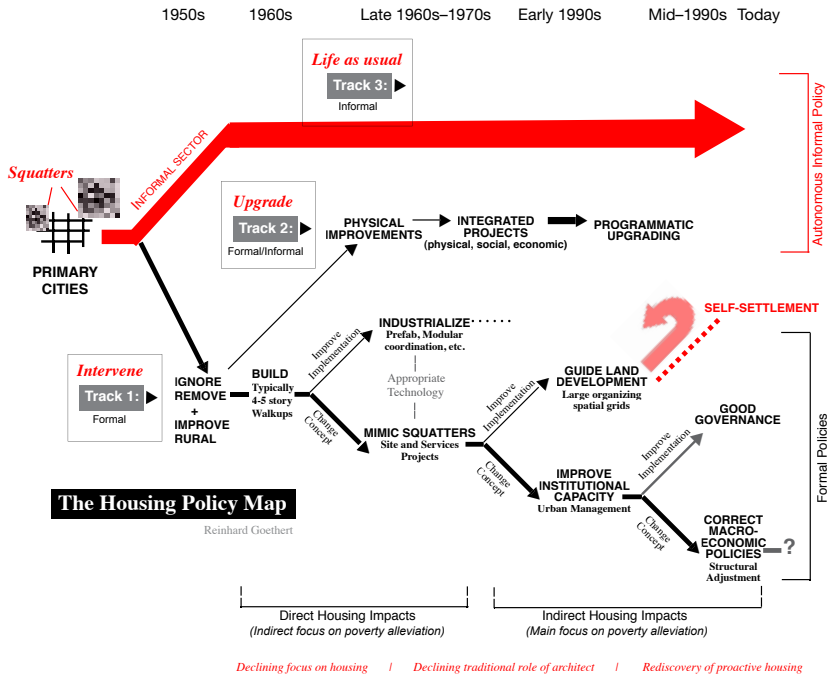 1950s 1960s Late 1960s–1970s Early 1990s Mid–1990s Today
Life as usual
Track 3:
Informal
INFORMAL SECTOR
Autonomous Informal Policy
Squatters
PRIMARY
CITIES
Upgrade
Track 2:
Formal/Informal
PHYSICAL
IMPROVEMENTS
INTEGRATED
PROJECTS
(physical, social, economic)
PROGRAMMATIC
UPGRADING
Intervene
Track 1:
Formal
IGNORE
REMOVE
+
IMPROVE
RURAL
BUILD
Typically
4-5 story
Walkups
Improve
Implementation
Change
Concept
INDUSTRIALIZE ······
Prefab, Modular
coordination, etc.
Appropriate
Technology
MIMIC SQUATTERS
Site and Services
Projects
Improve
Implementation
Change
Concept
GUIDE LAND
DEVELOPMENT
Large organizing
spatial grids
SELF-SETTLEMENT
IMPROVE
INSTITUTIONAL
CAPACITY
Urban Management
Improve
Implementation
Change
Concept
GOOD
GOVERNANCE
CORRECT
MACRO-
ECONOMIC
POLICIES
Structural
Adjustment
?
Formal Policies
The Housing Policy Map
Reinhard Goethert
Direct Housing Impacts
(Indirect focus on poverty alleviation)
Indirect Housing Impacts
(Main focus on poverty alleviation)
Declining focus on housing | Declining traditional role of architect | Rediscovery of proactive housing